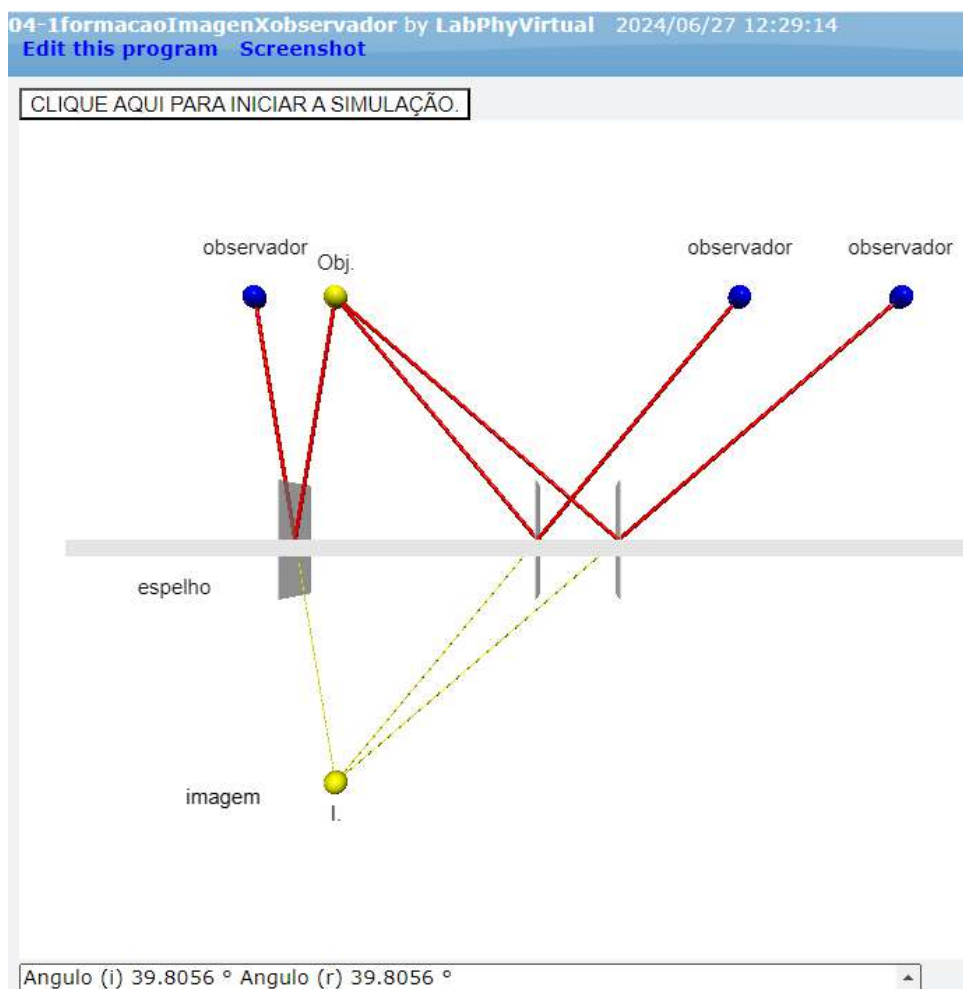 04-1formacaoImagenXobservador by LabPhyVirtual 2024/06/27 12:29:14
Edit this program Screenshot
CLIQUE AQUI PARA INICIAR A SIMULAÇÃO.
observador Obj. observador observador
espelho
imagem
I.
Angulo (i) 39.8056 ° Angulo (r) 39.8056 °